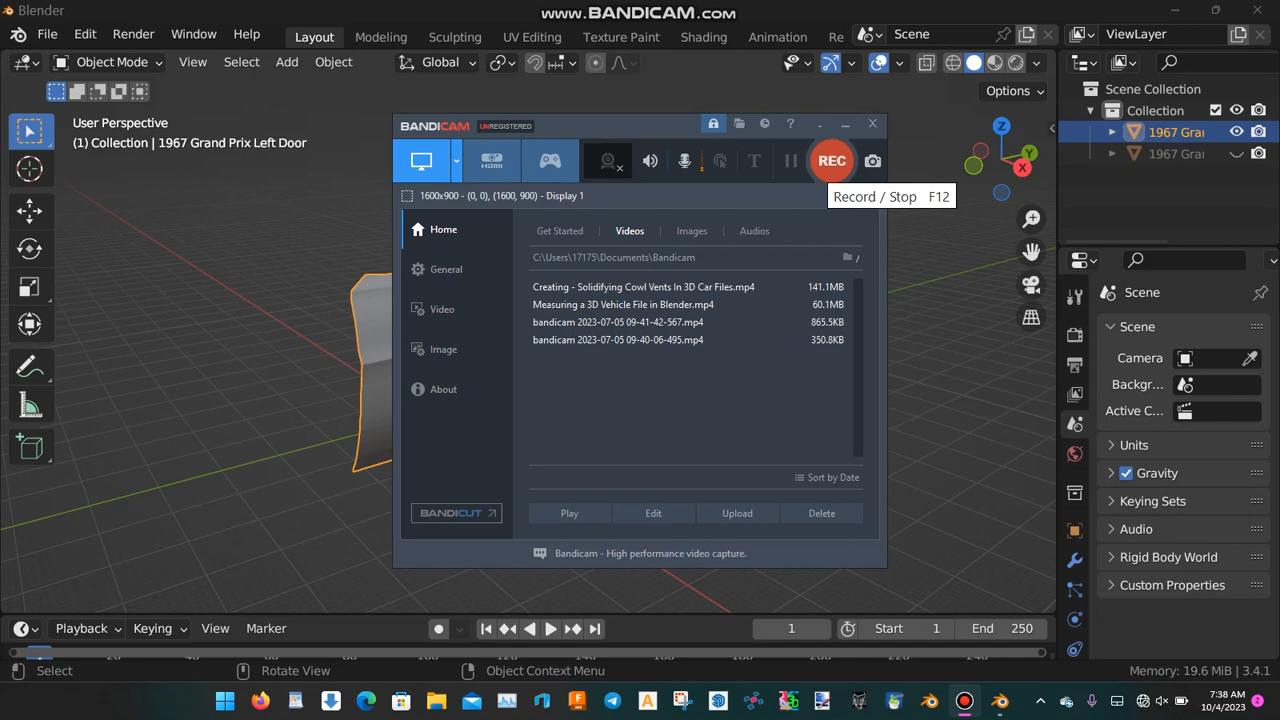 Blender
www.BANDICAM.com
File Edit Render Window Help
Layout Modeling Sculpting UV Editing Texture Paint Shading Animation Re
Scene
ViewLayer
Object Mode View Select Add Object
Global
Options
User Perspective
(1) Collection | 1967 Grand Prix Left Door
Z
Y
X
Scene Collection
Collection
1967 Grai
1967 Grai
BANDICAM UNREGISTERED
HDMI
T
REC
Record / Stop F12
1600x900 - (0, 0), (1600, 900) - Display 1
Home
General
Video
Image
About
BANDICUT
Get Started Videos Images Audios
C:\Users\17175\Documents\Bandicam
Creating - Solidifying Cowl Vents In 3D Car Files.mp4 141.1MB
Measuring a 3D Vehicle File in Blender.mp4 60.1MB
bandicam 2023-07-05 09-41-42-567.mp4 865.5KB
bandicam 2023-07-05 09-40-06-495.mp4 350.8KB
Sort by Date
Play Edit Upload Delete
Bandicam - High performance video capture.
Scene
Scene
Camera
Backgr...
Active C...
Units
Gravity
Keying Sets
Audio
Rigid Body World
Custom Properties
Playback Keying View Marker
1
Start 1
End 250
Select Rotate View Object Context Menu
Memory: 19.6 MiB | 3.4.1
7:38 AM
10/4/2023
2